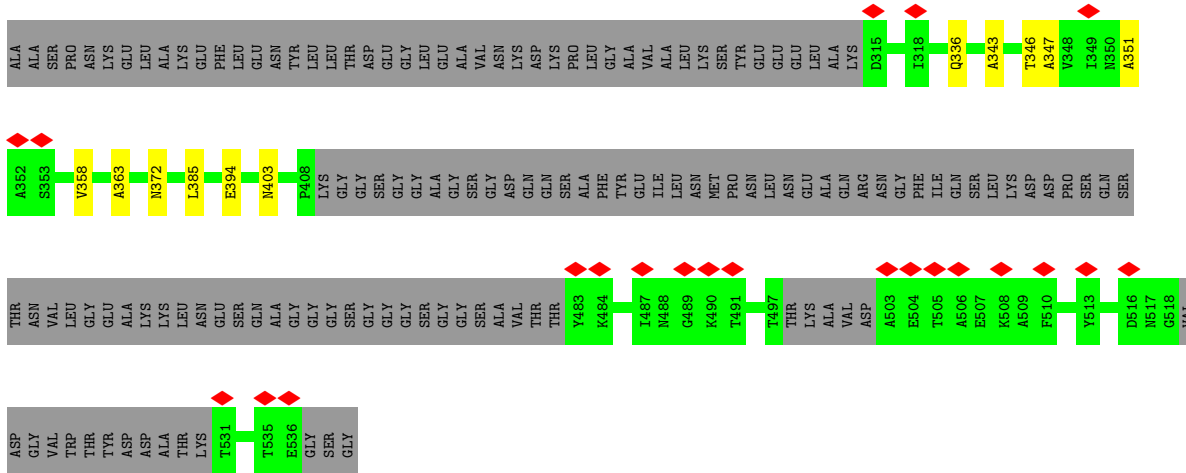 ALA ALA SER PRO ASN LYS GLU LEU ALA LYS GLU PHE LEU GLU ASN TYR LEU LEU THR ASP GLU GLY LEU GLU ALA VAL ASN LYS ASP LYS PRO LEU GLY ALA VAL ALA LEU LYS SER TYR GLU GLU GLU LEU ALA LYS D315 I318 Q336 A343 T346 A347 V348 I349 N350 A351
A352 S353 V358 A363 N372 L385 E394 N403 P408 LYS GLY GLY SER GLY GLY ALA GLY SER GLY ASP GLN GLN SER ALA PHE TYR GLU ILE LEU ASN MET PRO ASN LEU ASN GLU ALA GLN ARG ASN GLY PHE ILE GLN SER LEU LYS ASP ASP PRO SER GLN SER
THR ASN VAL LEU GLY GLU ALA LYS LYS LEU ASN GLU SER GLN ALA GLY GLY GLY SER GLY GLY GLY SER GLY GLY SER ALA VAL THR THR Y483 K484 I487 N488 G489 K490 T491 T497 THR LYS ALA VAL ASP A503 E504 T505 A506 E507 K508 A509 F510 Y513 D516 N517 G518 VAL
ASP GLY VAL TRP THR TYR ASP ASP ALA THR LYS T531 T535 E536 GLY SER GLY